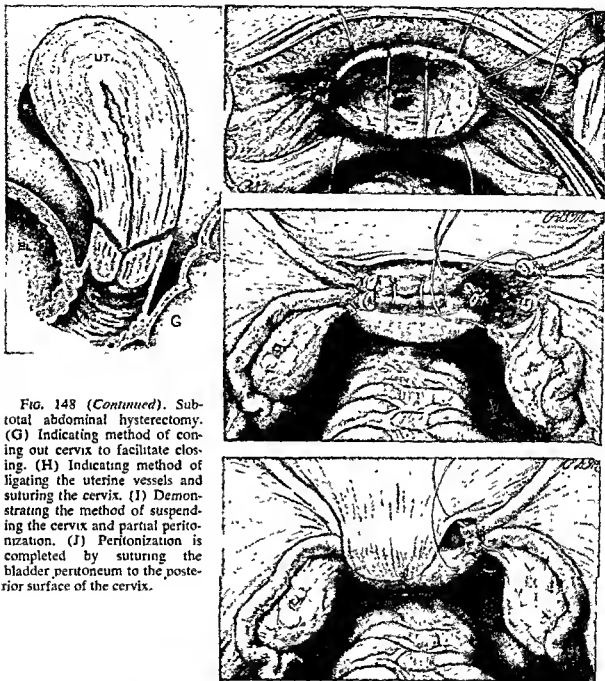 UT.
G
FIG. 148 (Continued). Sub-
total abdominal hysterectomy.
(G) Indicating method of con-
ing out cervix to facilitate clos-
ing. (H) Indicating method of
ligating the uterine vessels and
suturing the cervix. (I) Demon-
strating the method of suspend-
ing the cervix and partial perito-
nization. (J) Peritonization is
completed by suturing the
bladder peritoneum to the poste-
rior surface of the cervix.